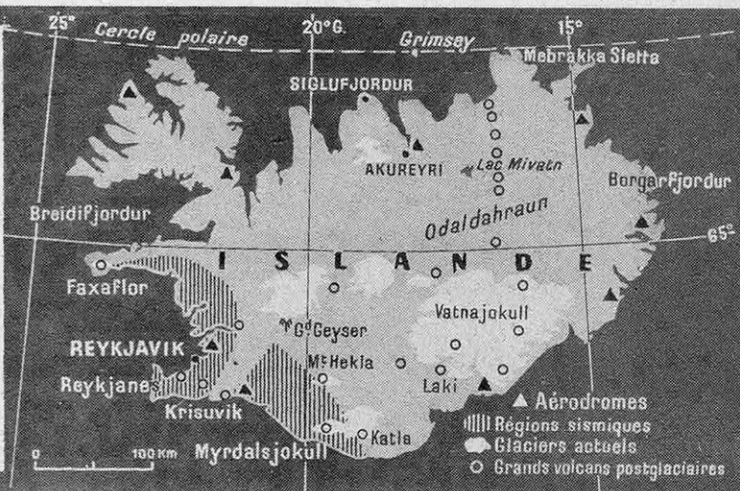 25°
20°G.
15°
Cercle polaire
Grimsey
Mebrakka Sletta
SIGLUFJORDUR
AKUREYRI
Lac Mivatn
Borgarfjordur
Breidifjordur
Odaldahraun
65°
ISLANDE
Faxaflor
Vatnajokull
Gd Geyser
REYKJAVIK
Mt Hekla
Reykjanes
Laki
Krisuvik
Aérodromes
Régions sismiques
Katla
Glaciers actuels
Myrdalsjokull
0 100 KM
Grands volcans postglaciaires